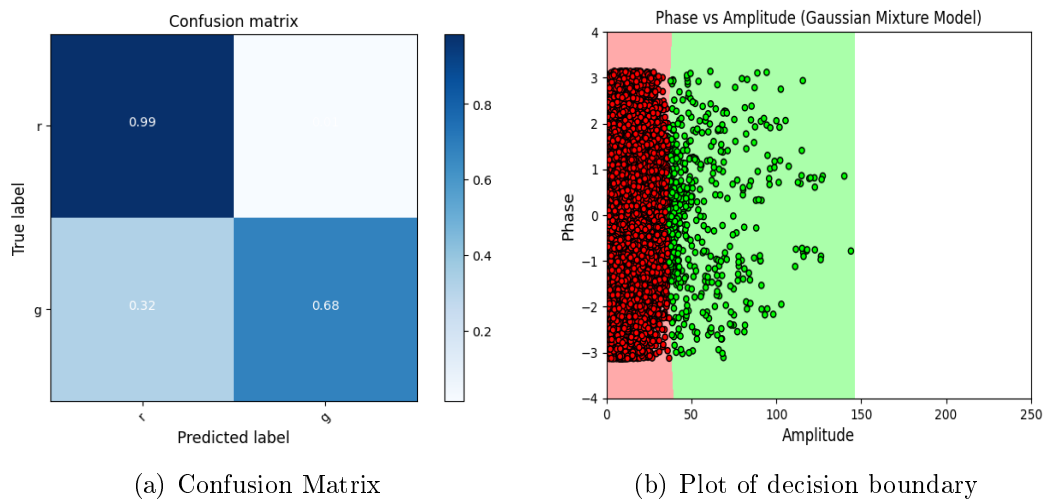 Confusion matrix
r
g
True label
0.99
0.32
0.68
r
g
Predicted label
0.8
0.6
0.4
0.2
(a) Confusion Matrix
Phase vs Amplitude (Gaussian Mixture Model)
4
3
2
1
0
−1
−2
−3
−4
Phase
0
50
100
150
200
250
Amplitude
(b) Plot of decision boundary